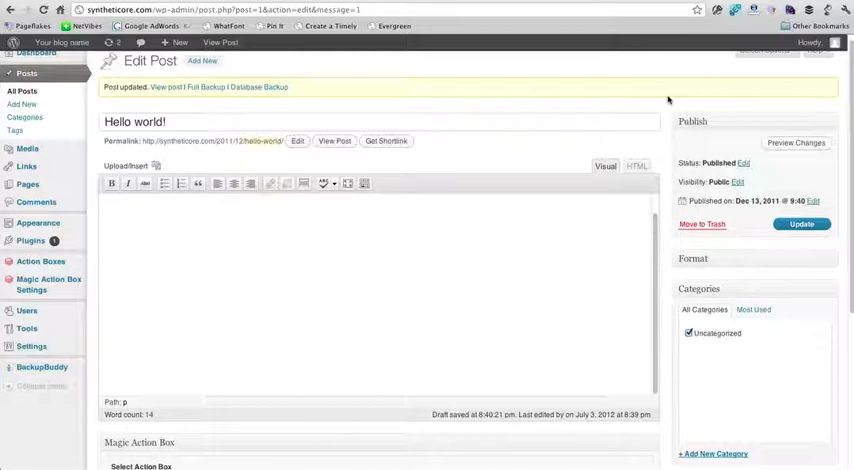 syntheticore.com/wp-admin/post.php?post=1&action=edit&message=1
Pageflakes NetVibes Google AdWords: WhatFont Pin It Create a Timely Evergreen Other Bookmarks
Your blog name 2 New View Post Howdy,
Dashboard
Posts
All Posts
Add New
Categories
Tags
Media
Links
Pages
Comments
Appearance
Plugins 1
Action Boxes
Magic Action Box
Settings
Users
Tools
Settings
BackupBuddy
Collapse menu
Edit Post Add New
Post updated. View post | Full Backup | Database Backup
Hello world!
Permalink: http://syntheticore.com/2011/12/hello-world/ Edit View Post Get Shortlink
Upload/Insert Visual HTML
B I ABC ABC
Path: p
Word count: 14 Draft saved at 8:40:21 pm. Last edited by on July 3, 2012 at 8:39 pm
Magic Action Box
Select Action Box
Publish
Preview Changes
Status: Published Edit
Visibility: Public Edit
Published on: Dec 13, 2011 @ 9:40 Edit
Move to Trash Update
Format
Categories
All Categories Most Used
Uncategorized
+ Add New Category